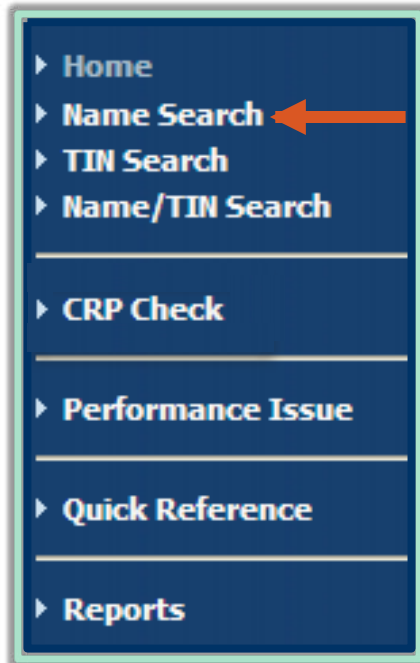 Home
Name Search
TIN Search
Name/TIN Search
CRP Check
Performance Issue
Quick Reference
Reports